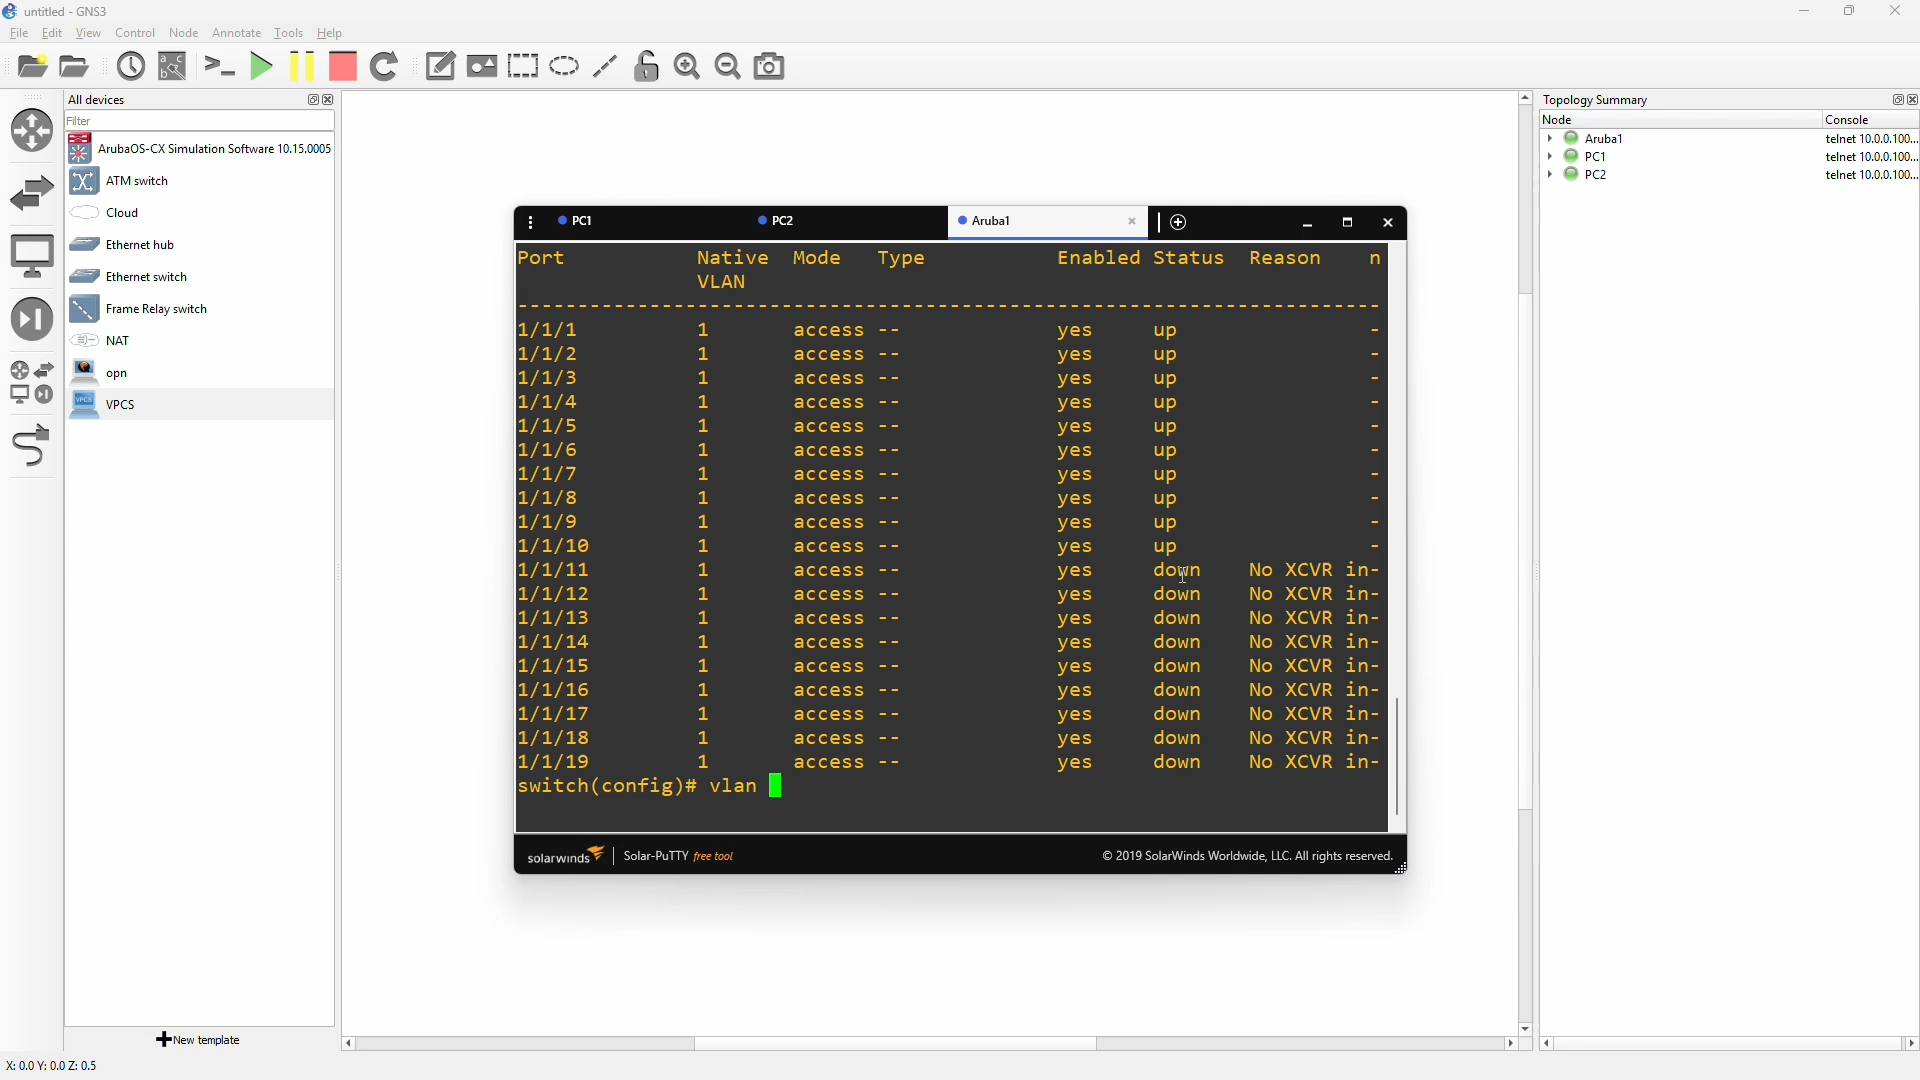 untitled - GNS3
File Edit View Control Node Annotate Tools Help
All devices
Filter
ArubaOS-CX Simulation Software 10.15.0005
ATM switch
Cloud
Ethernet hub
Ethernet switch
Frame Relay switch
NAT
opn
VPCS
New template
X: 0.0 Y: 0.0 Z: 0.5
PC1 PC2 Aruba1
Port Native Mode Type Enabled Status Reason n
VLAN
--------------------------------------------------------------------------------
1/1/1 1 access -- yes up -
1/1/2 1 access -- yes up -
1/1/3 1 access -- yes up -
1/1/4 1 access -- yes up -
1/1/5 1 access -- yes up -
1/1/6 1 access -- yes up -
1/1/7 1 access -- yes up -
1/1/8 1 access -- yes up -
1/1/9 1 access -- yes up -
1/1/10 1 access -- yes up -
1/1/11 1 access -- yes down No XCVR in-
1/1/12 1 access -- yes down No XCVR in-
1/1/13 1 access -- yes down No XCVR in-
1/1/14 1 access -- yes down No XCVR in-
1/1/15 1 access -- yes down No XCVR in-
1/1/16 1 access -- yes down No XCVR in-
1/1/17 1 access -- yes down No XCVR in-
1/1/18 1 access -- yes down No XCVR in-
1/1/19 1 access -- yes down No XCVR in-
switch(config)# vlan
solarwinds Solar-PuTTY free tool © 2019 SolarWinds Worldwide, LLC. All rights reserved.
Topology Summary
Node Console
Aruba1 telnet 10.0.0.100...
PC1 telnet 10.0.0.100...
PC2 telnet 10.0.0.100...